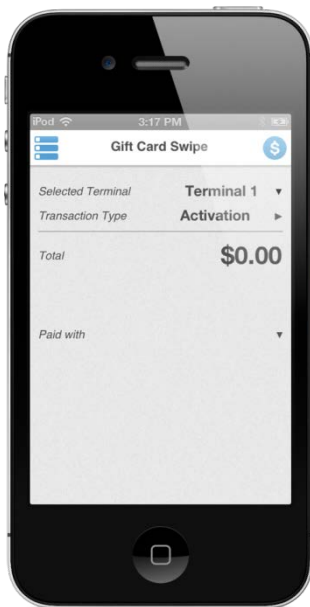 iPod 3:17 PM
Gift Card Swipe $
Selected Terminal Terminal 1
Transaction Type Activation
Total $0.00
Paid with